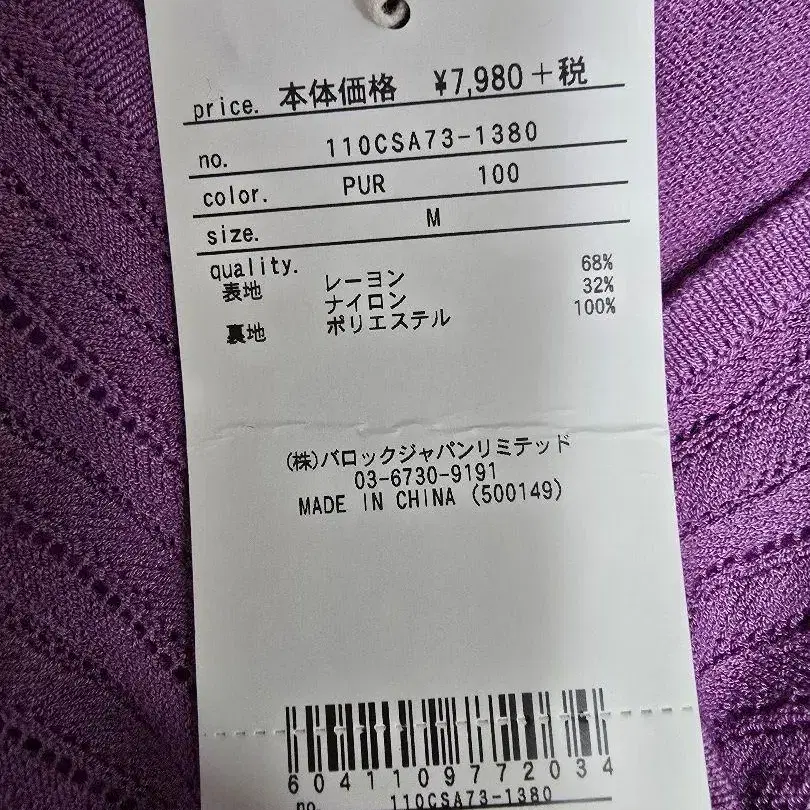 price. 本体価格 ¥7,980+税
no. 110CSA73-1380
color. PUR 100
size. M
quality.
表地 レーヨン 68%
ナイロン 32%
裏地 ポリエステル 100%
(株)バロックジャパンリミテッド
03-6730-9191
MADE IN CHINA (500149)
6041109772034
no. 110CSA73-1380